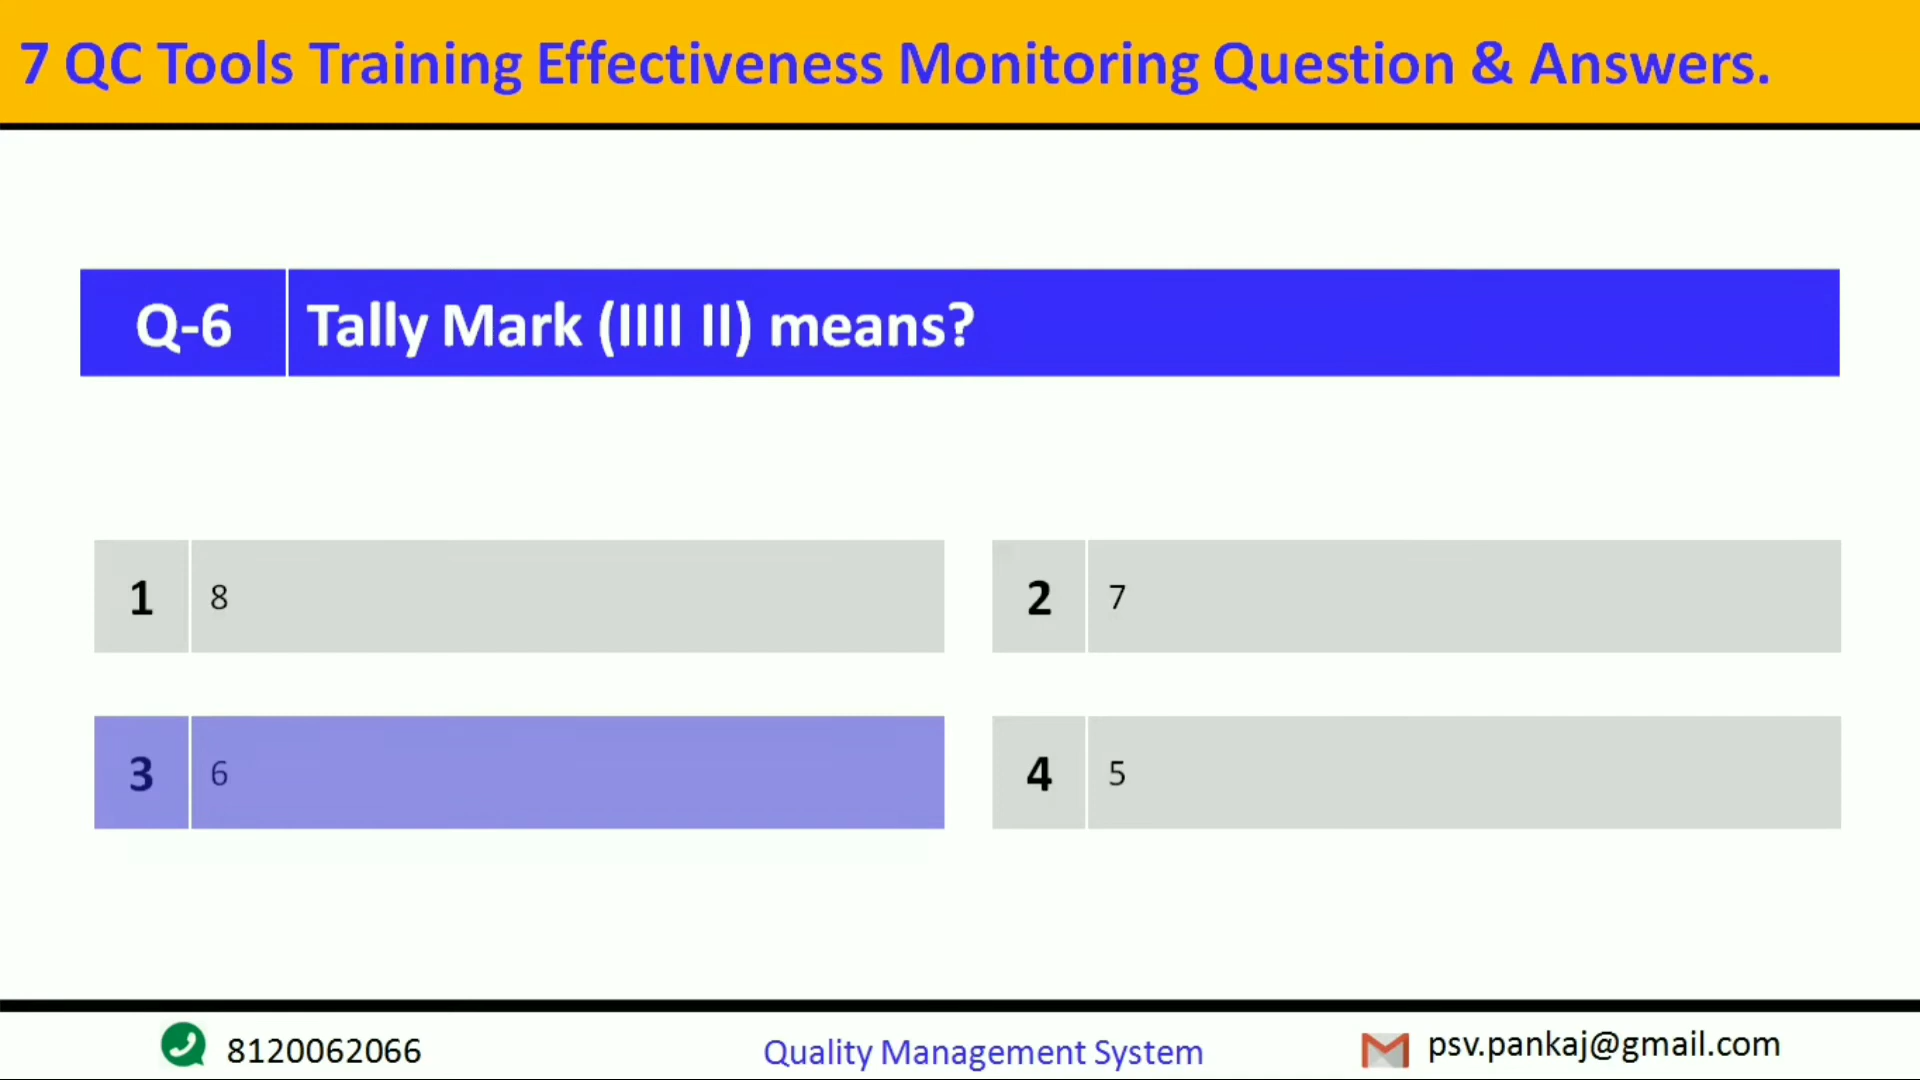 7 QC Tools Training Effectiveness Monitoring Question & Answers.
Q-6 Tally Mark (IIII II) means?
1 8
2 7
3 6
4 5
8120062066
Quality Management System
psv.pankaj@gmail.com